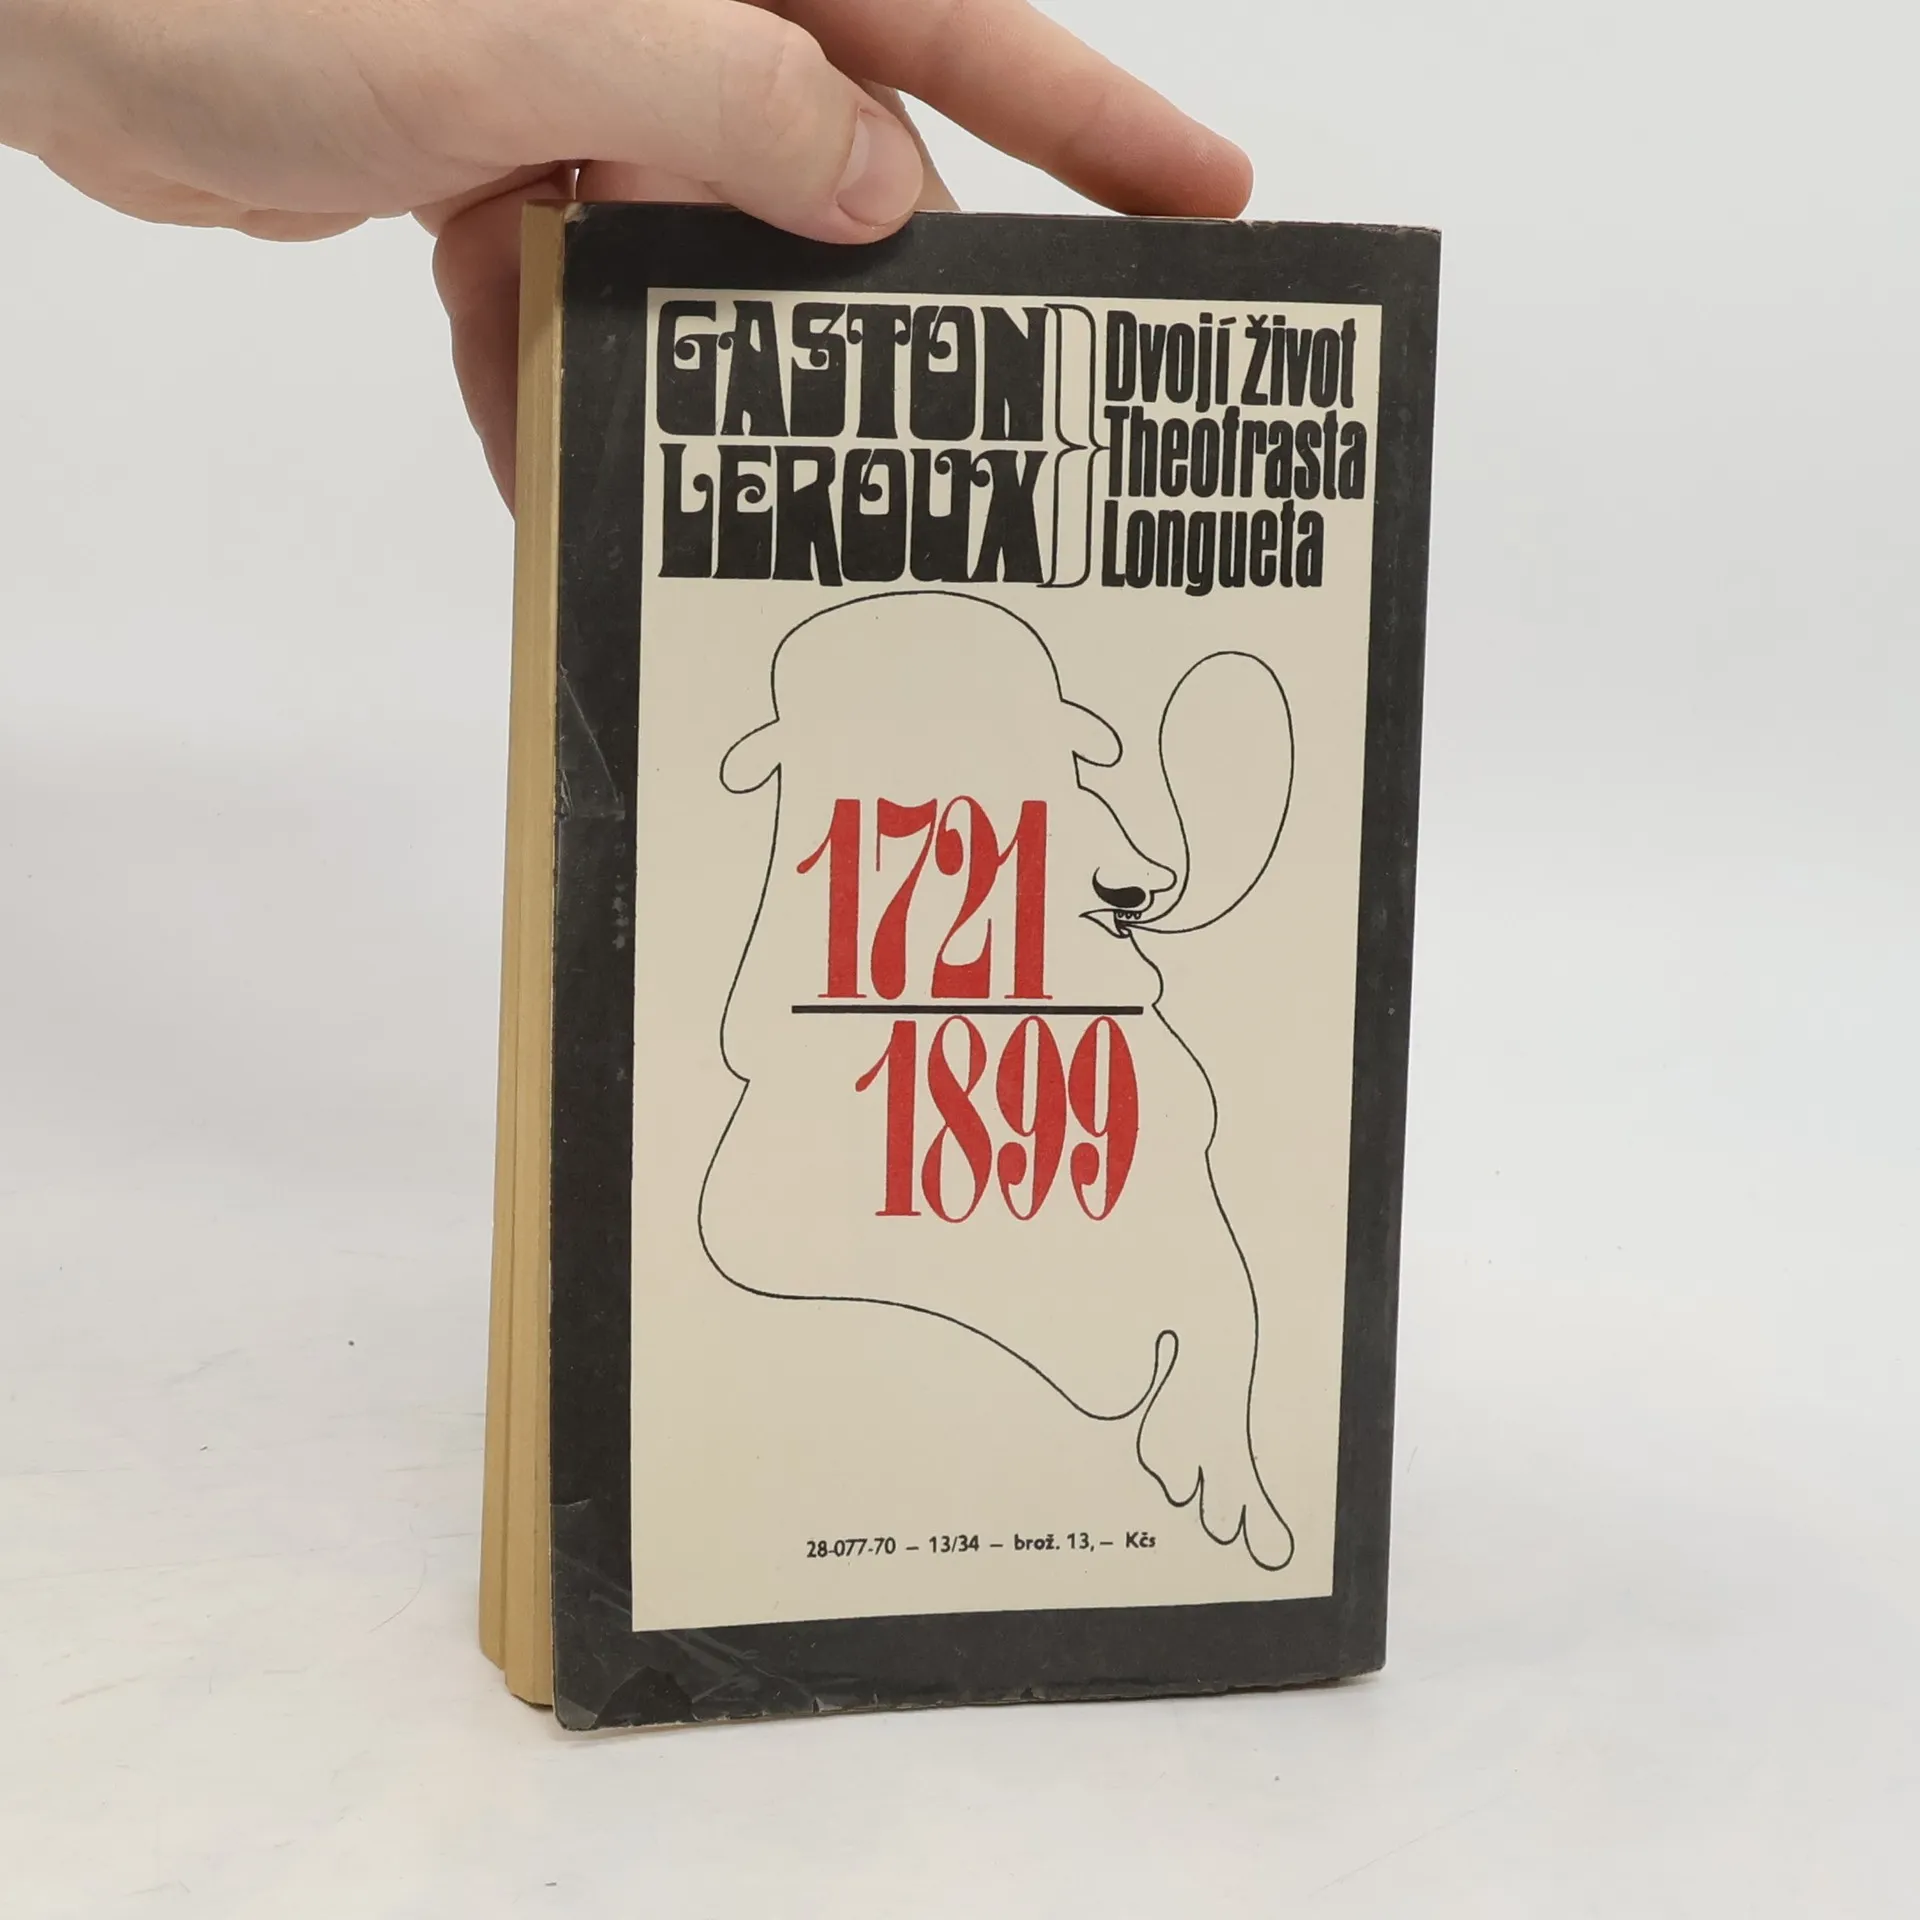 GASTON
LEROUX
Dvojí život
Theofrasta
Longueta
1721
1899
28-077-70 – 13/34 – brož. 13,– Kčs